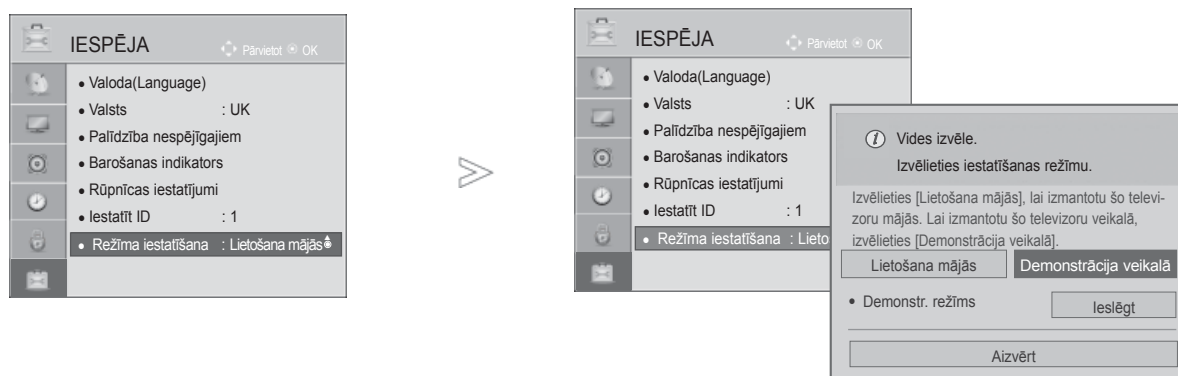 IESPĒJA
Pārvietot OK
● Valoda(Language)
● Valsts : UK
● Palīdzība nespējīgajiem
● Barošanas indikators
● Rūpnīcas iestatījumi
● Iestatīt ID : 1
● Režīma iestatīšana : Lietošana mājās
>
IESPĒJA
Pārvietot OK
● Valoda(Language)
● Valsts : UK
● Palīdzība nespējīgajiem
● Barošanas indikators
● Rūpnīcas iestatījumi
● Iestatīt ID : 1
● Režīma iestatīšana : Lieto
i Vides izvēle.
Izvēlieties iestatīšanas režīmu.
Izvēlieties [Lietošana mājās], lai izmantotu šo televi-
zoru mājās. Lai izmantotu šo televizoru veikalā,
izvēlieties [Demonstrācija veikalā].
Lietošana mājās Demonstrācija veikalā
• Demonstr. režīms Ieslēgt
Aizvērt